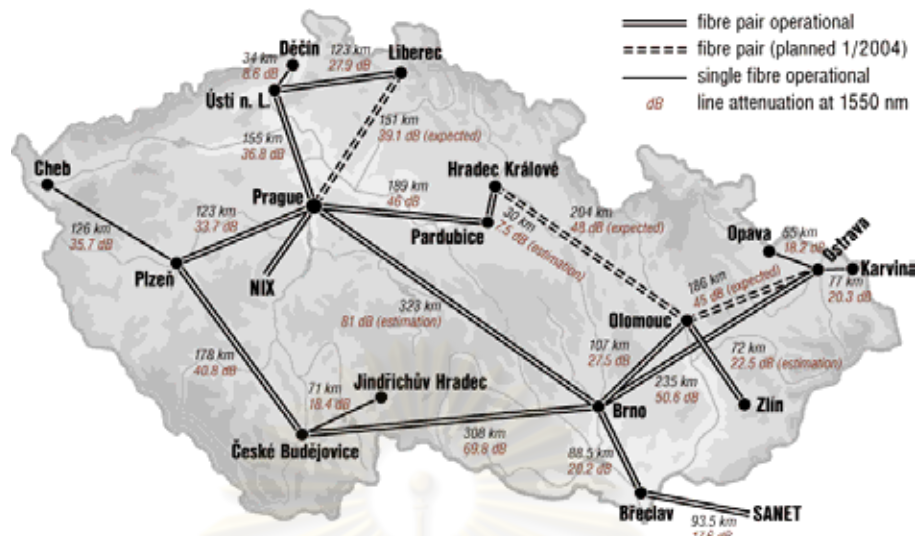 fibre pair operational
fibre pair (planned 1/2004)
single fibre operational
dB line attenuation at 1550 nm
Děčín
34 km
8.6 dB
123 km
27.9 dB
Liberec
Ústí n. L.
155 km
36.8 dB
151 km
39.1 dB (expected)
Cheb
126 km
35.7 dB
Prague
123 km
33.7 dB
189 km
46 dB
Hradec Králové
30 km
7.5 dB (estimation)
Pardubice
204 km
48 dB (expected)
Opava
65 km
18.2 dB
Ostrava
Karviná
77 km
20.3 dB
186 km
45 dB (expected)
Plzeň
NIX
323 km
81 dB (estimation)
Olomouc
107 km
27.5 dB
72 km
22.5 dB (estimation)
235 km
50.6 dB
Zlín
178 km
40.8 dB
71 km
18.4 dB
Jindřichův Hradec
Brno
České Budějovice
308 km
69.8 dB
88.5 km
Břeclav
SANET
93.5 km